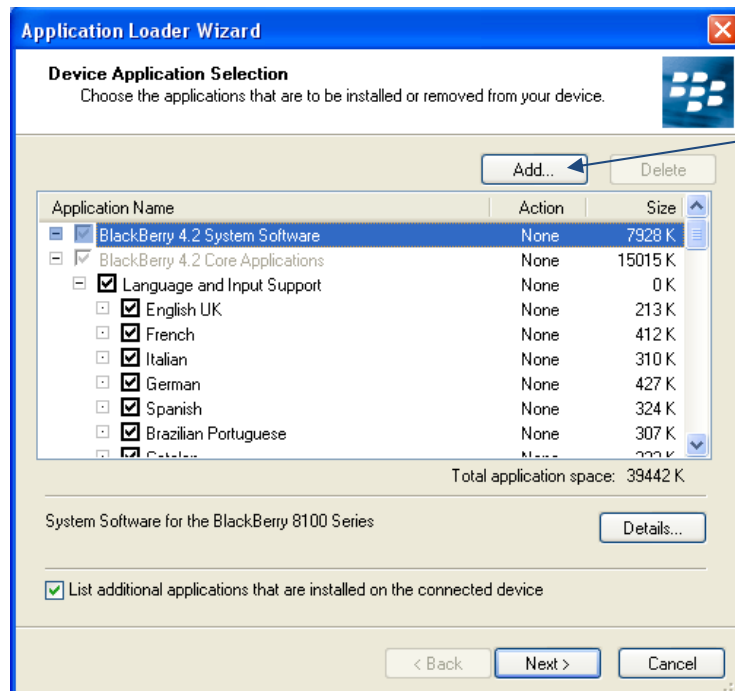 Application Loader Wizard
Device Application Selection
Choose the applications that are to be installed or removed from your device.
Add... Delete
Application Name Action Size
BlackBerry 4.2 System Software None 7928 K
BlackBerry 4.2 Core Applications None 15015 K
Language and Input Support None 0 K
English UK None 213 K
French None 412 K
Italian None 310 K
German None 427 K
Spanish None 324 K
Brazilian Portuguese None 307 K
Total application space: 39442 K
System Software for the BlackBerry 8100 Series
Details...
List additional applications that are installed on the connected device
< Back Next > Cancel